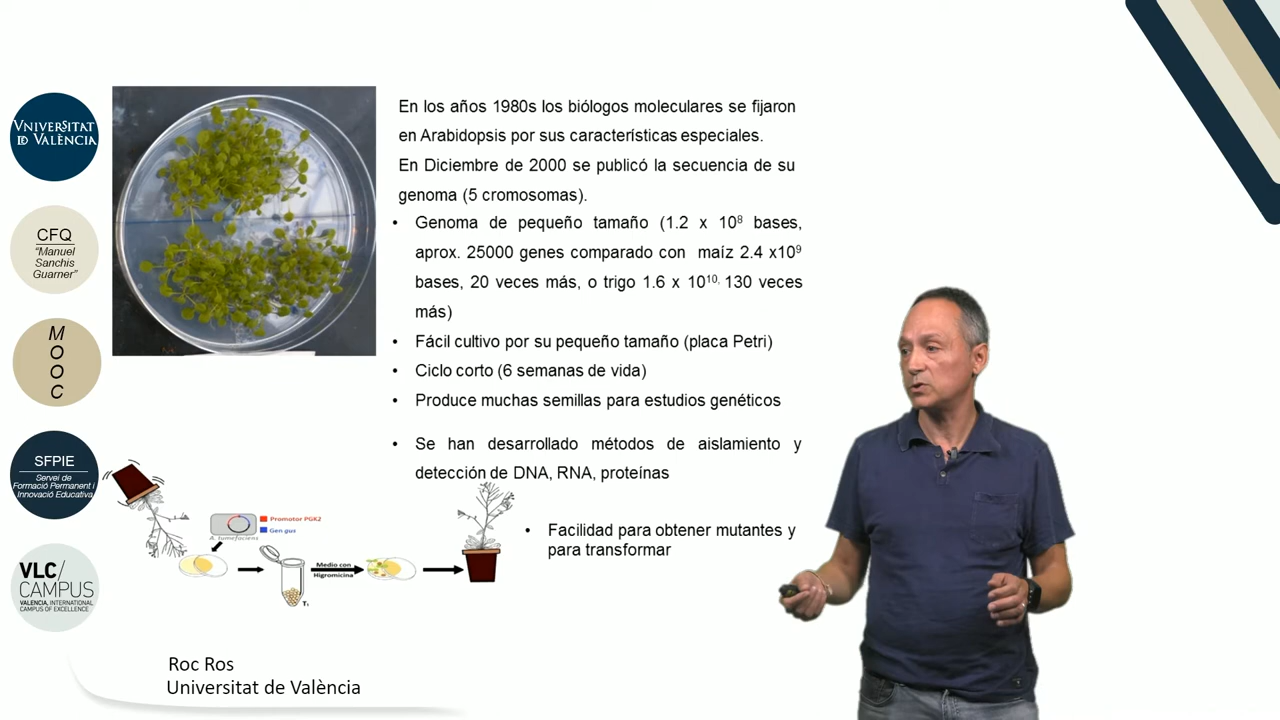 VNIVERSITAT
ID VALÈNCIA
CFQ
"Manuel
Sanchis
Guarner"
M
O
O
C
SFPIE
Servei de
Formació Permanent i
Innovació Educativa
VLC/
CAMPUS
VALENCIA, INTERNATIONAL
CAMPUS OF EXCELLENCE
En los años 1980s los biólogos moleculares se fijaron
en Arabidopsis por sus características especiales.
En Diciembre de 2000 se publicó la secuencia de su
genoma (5 cromosomas).
• Genoma de pequeño tamaño (1.2 x 10⁸ bases,
aprox. 25000 genes comparado con maíz 2.4 x10⁹
bases, 20 veces más, o trigo 1.6 x 10¹⁰, 130 veces
más)
• Fácil cultivo por su pequeño tamaño (placa Petri)
• Ciclo corto (6 semanas de vida)
• Produce muchas semillas para estudios genéticos
• Se han desarrollado métodos de aislamiento y
detección de DNA, RNA, proteínas
• Facilidad para obtener mutantes y
para transformar
Promotor PGK2
Gen gus
A. tumefaciens
Medio con
Higromicina
T₁
Roc Ros
Universitat de València